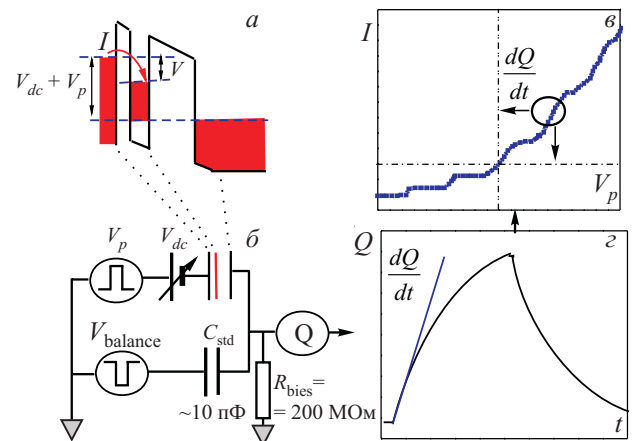 а
I
V
V_dc + V_p
в
I
dQ/dt
V_p
б
V_p
V_dc
V_balance
C_std
Q
R_bies =
~10 пФ = 200 МОм
г
Q
dQ/dt
t